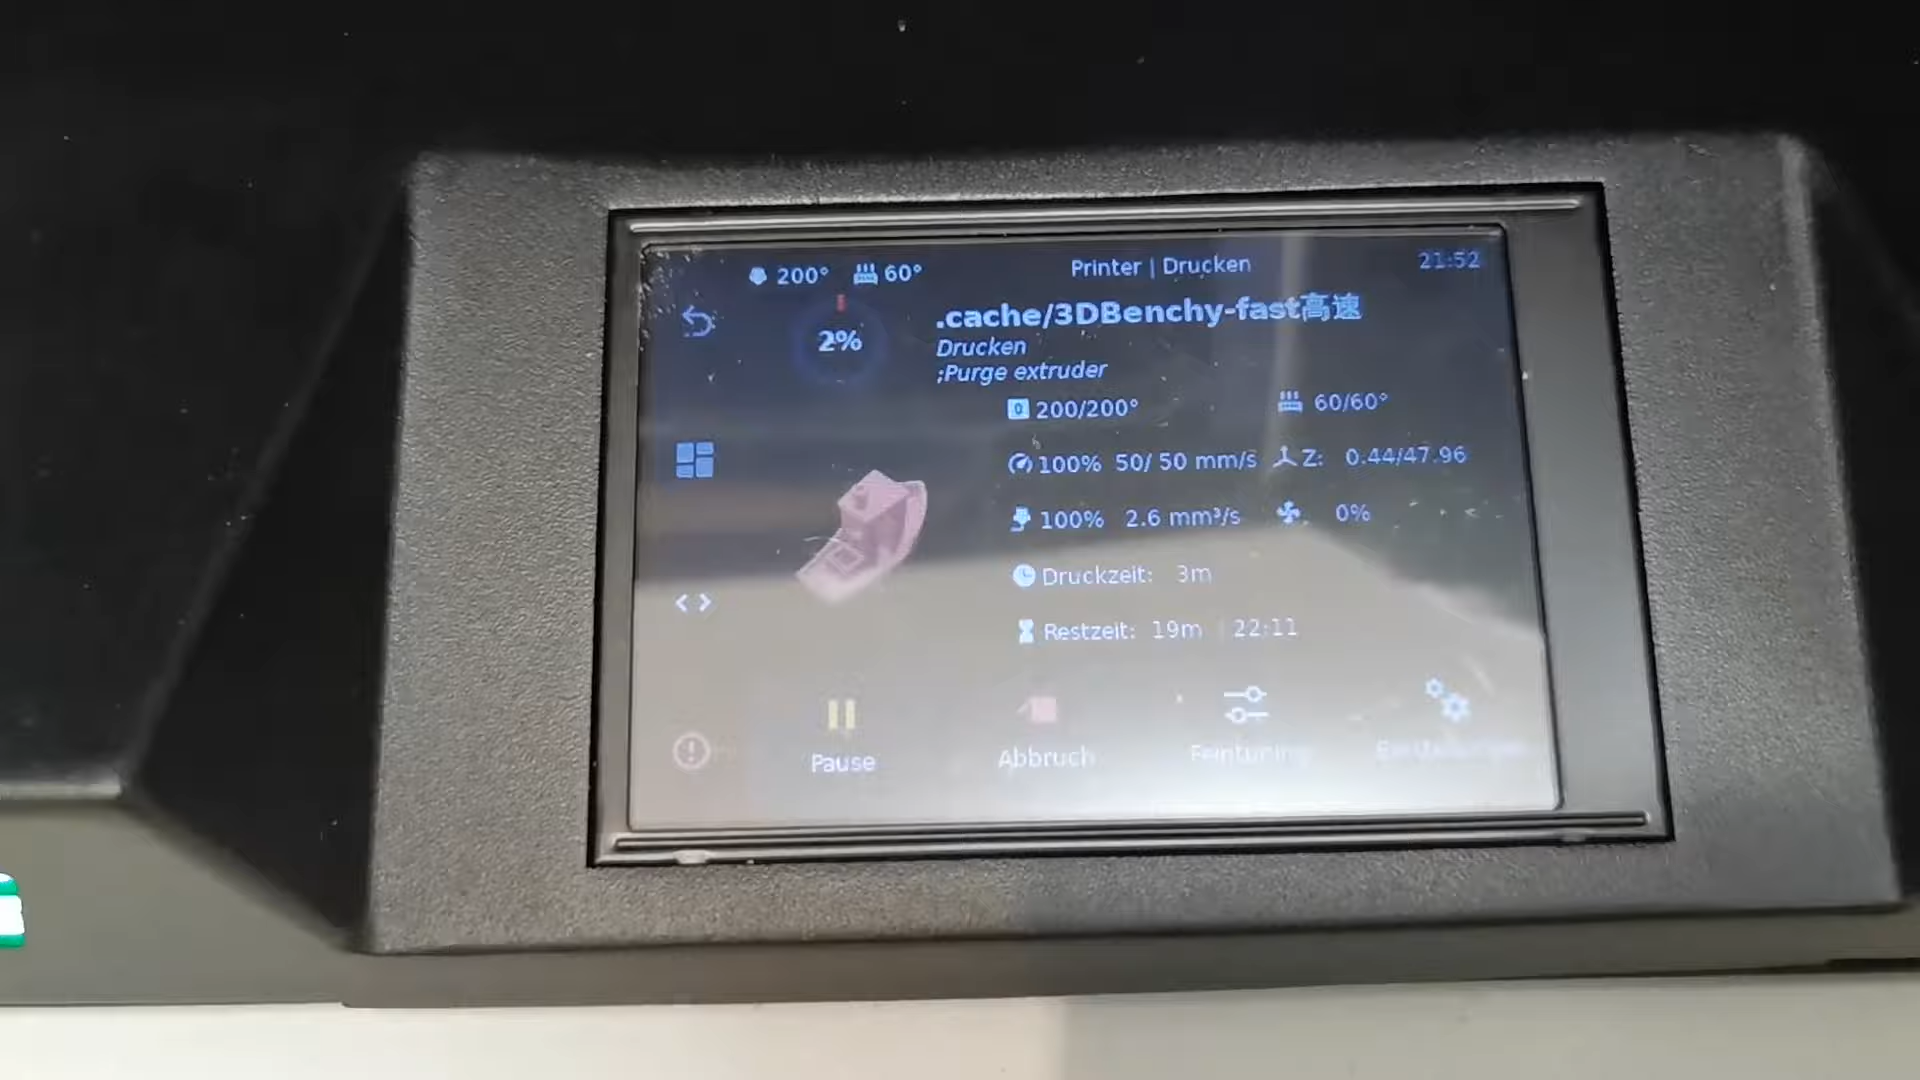 200° 60° Printer | Drucken 21:52
2%
.cache/3DBenchy-fast高速
Drucken
;Purge extruder
0 200/200° 60/60°
100% 50/ 50 mm/s Z: 0.44/47.96
100% 2.6 mm³/s 0%
Druckzeit: 3m
Restzeit: 19m | 22:11
Pause Abbruch Feintuning